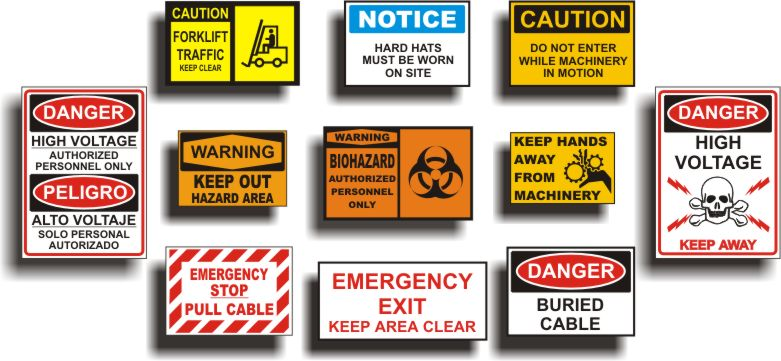 CAUTION
FORKLIFT
TRAFFIC
KEEP CLEAR
NOTICE
HARD HATS
MUST BE WORN
ON SITE
CAUTION
DO NOT ENTER
WHILE MACHINERY
IN MOTION
DANGER
HIGH VOLTAGE
AUTHORIZED
PERSONNEL ONLY
PELIGRO
ALTO VOLTAJE
SOLO PERSONAL
AUTORIZADO
WARNING
KEEP OUT
HAZARD AREA
WARNING
BIOHAZARD
AUTHORIZED
PERSONNEL
ONLY
KEEP HANDS
AWAY
FROM
MACHINERY
DANGER
HIGH
VOLTAGE
KEEP AWAY
EMERGENCY
STOP
PULL CABLE
EMERGENCY
EXIT
KEEP AREA CLEAR
DANGER
BURIED
CABLE